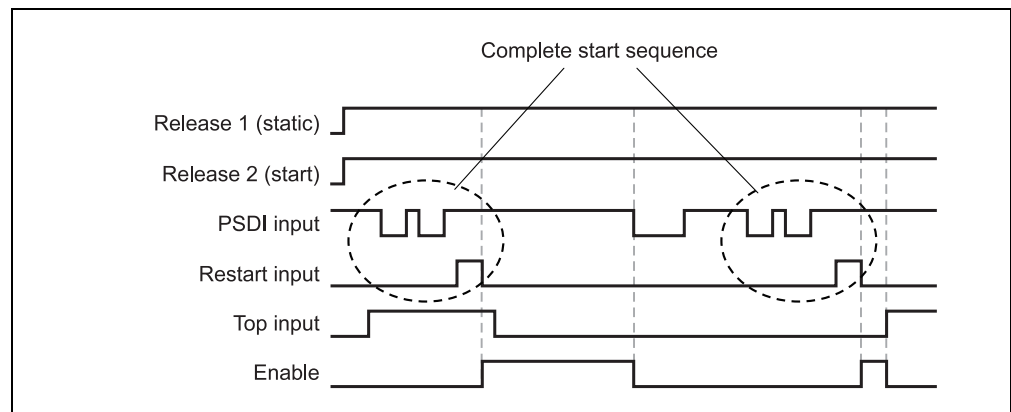 Complete start sequence
Release 1 (static)
Release 2 (start)
PSDI input
Restart input
Top input
Enable